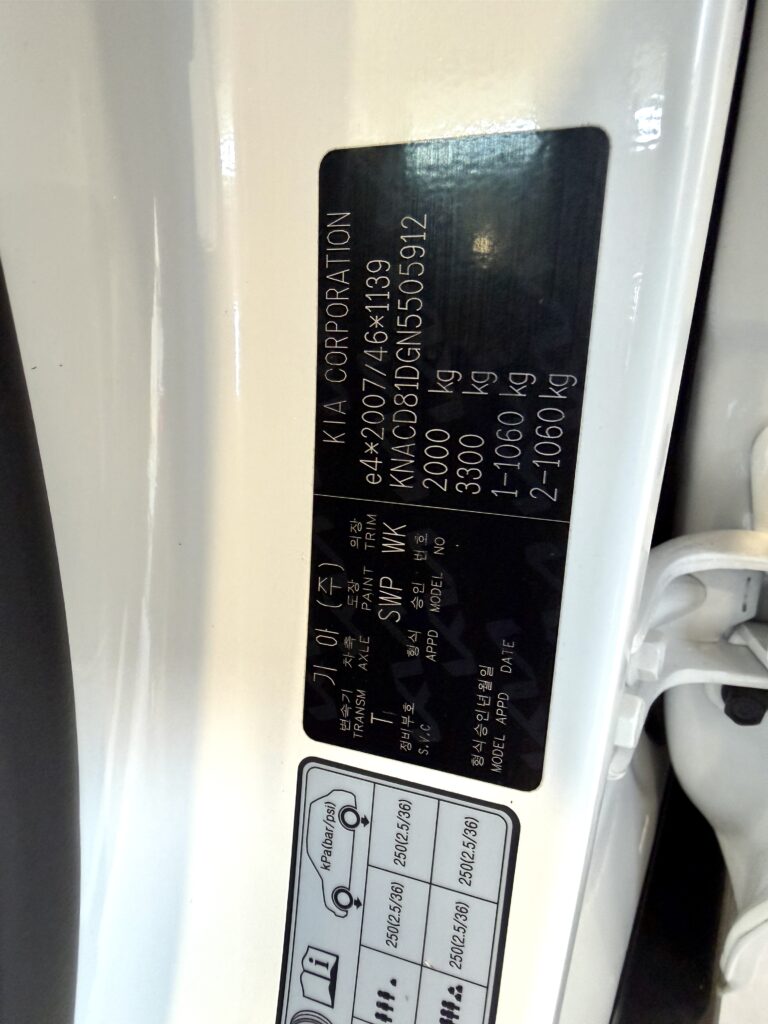 기아 (주) KIA CORPORATION
변속기 차축 도장 의장
TRANSM AXLE PAINT TRIM
e4*2007/46*1139
T SWP WK
KNACD81DGN5505912
장비부호 형식 승인 번호
S.V.C APPD MODEL NO
2000 kg
3300 kg
형식승인년월일
MODEL APPD DATE
1-1060 kg
2-1060 kg
kPa(bar/psi)
250(2.5/36) 250(2.5/36)
250(2.5/36) 250(2.5/36)